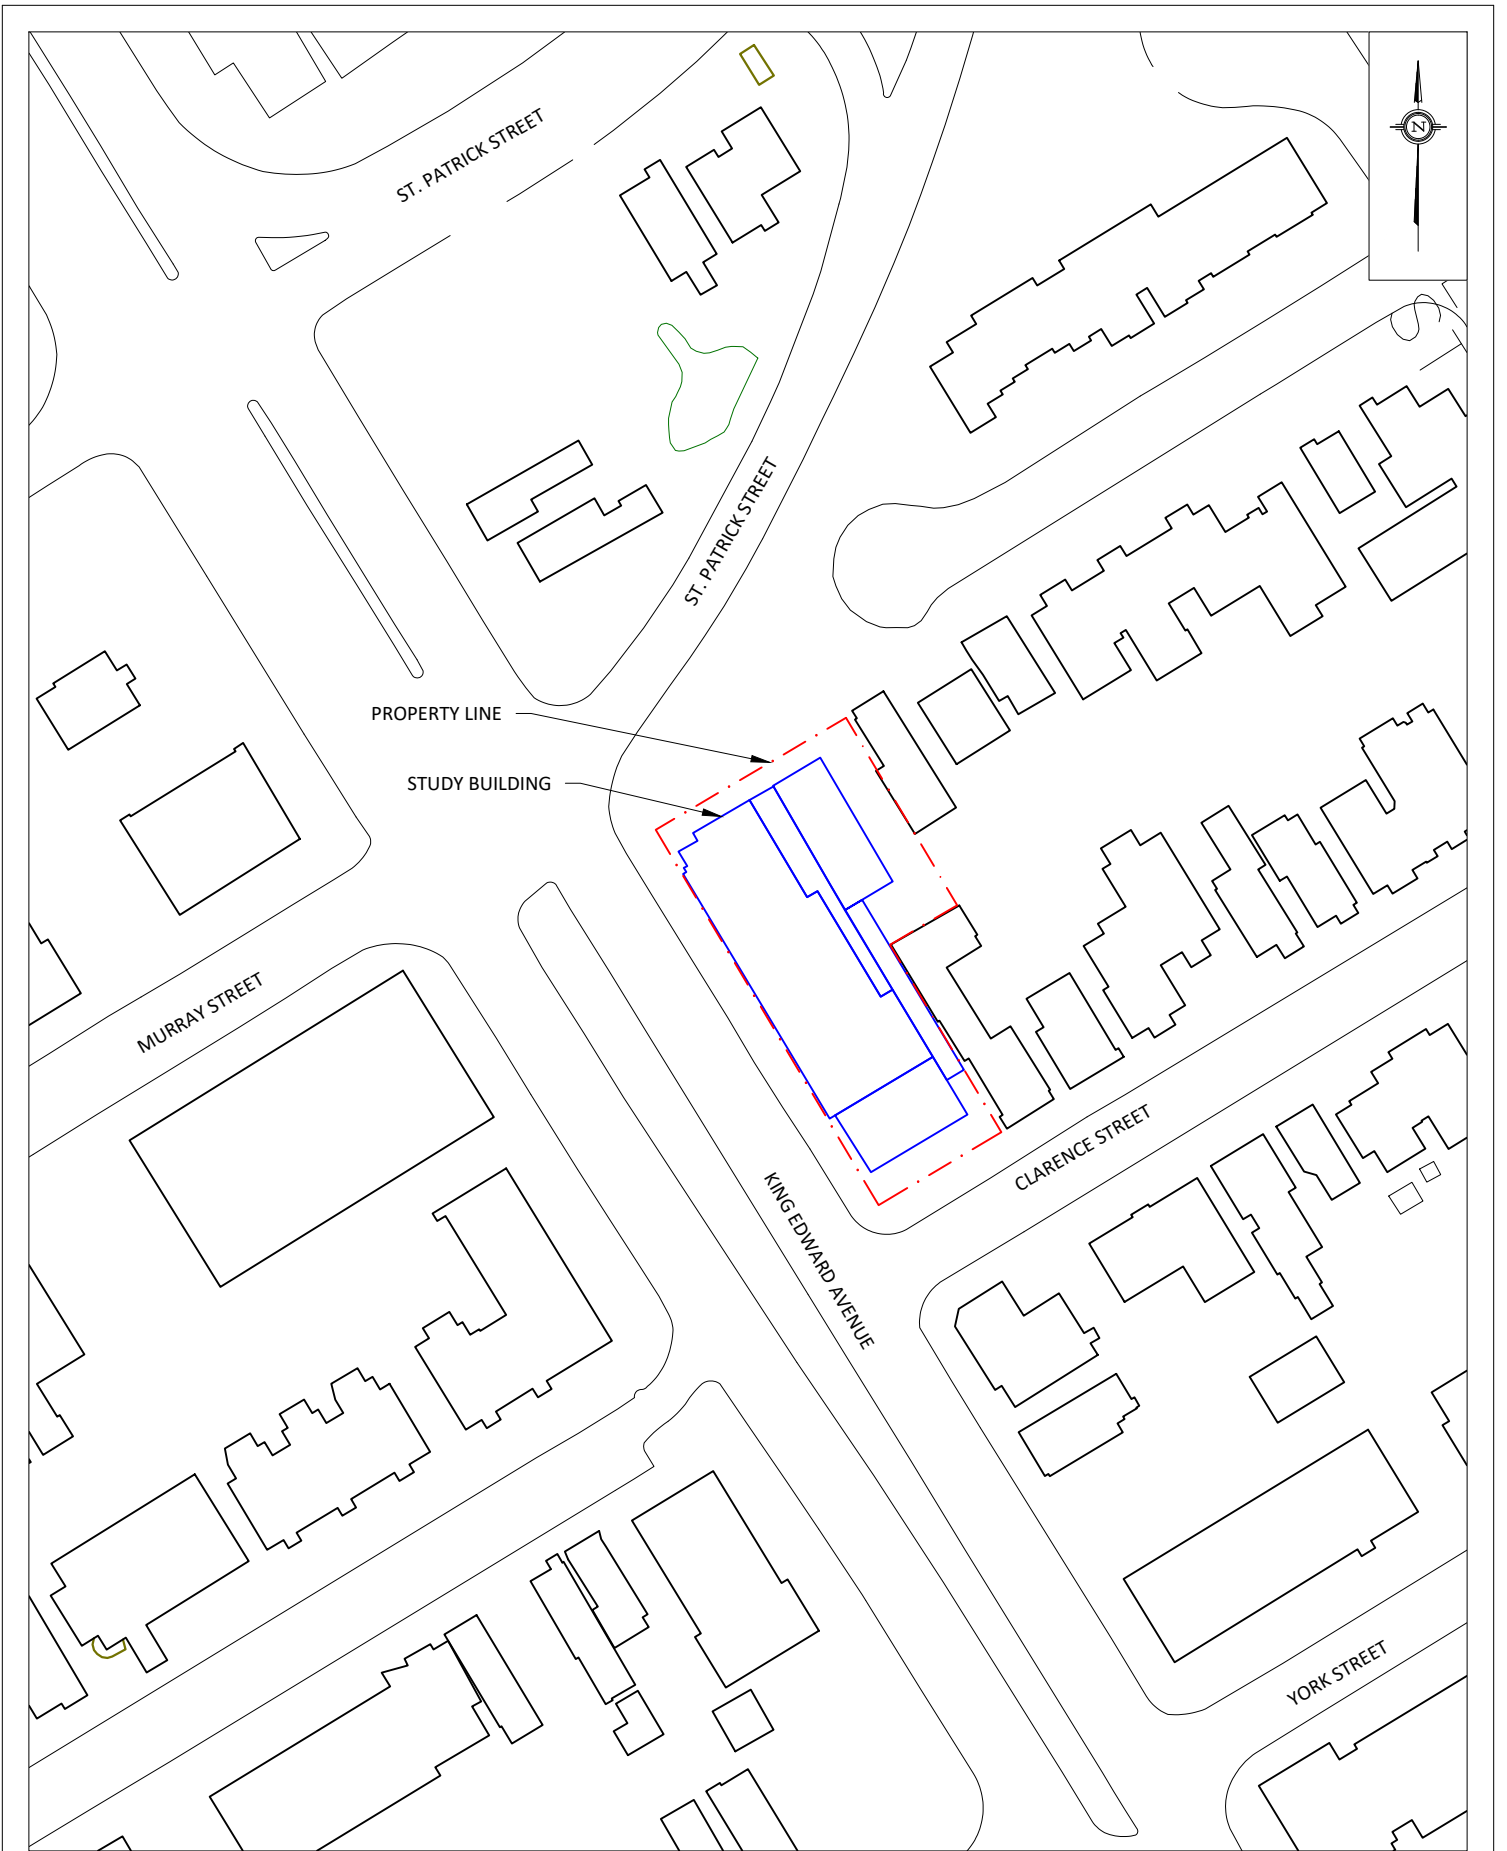 ST. PATRICK STREET
N
ST. PATRICK STREET
PROPERTY LINE
STUDY BUILDING
MURRAY STREET
CLARENCE STREET
KING EDWARD AVENUE
YORK STREET